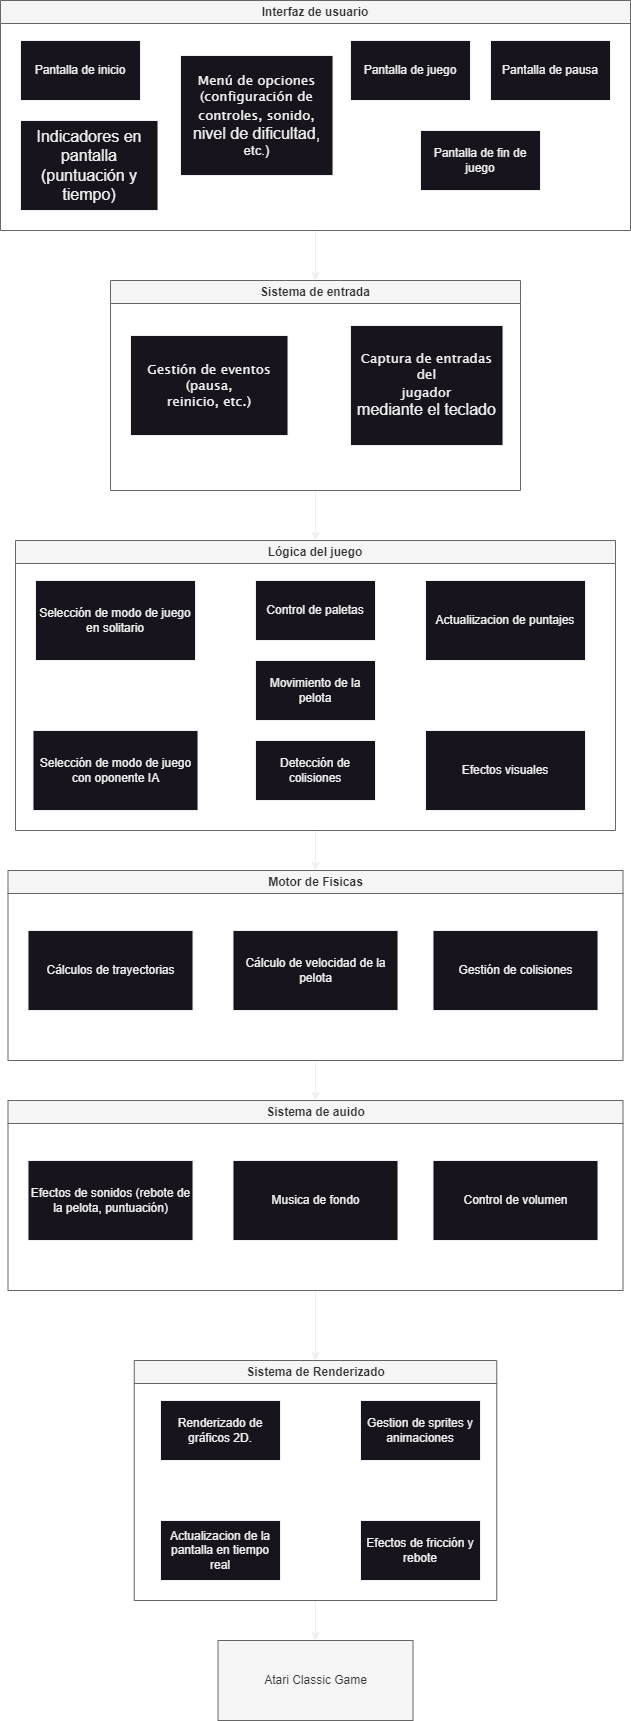 Interfaz de usuario
Pantalla de inicio
Menú de opciones
(configuración de
controles, sonido,
nivel de dificultad,
etc.)
Pantalla de juego
Pantalla de pausa
Indicadores en
pantalla
(puntuación y
tiempo)
Pantalla de fin de
juego
Sistema de entrada
Gestión de eventos
(pausa,
reinicio, etc.)
Captura de entradas
del
jugador
mediante el teclado
Lógica del juego
Selección de modo de juego
en solitario
Control de paletas
Actualiizacion de puntajes
Movimiento de la
pelota
Selección de modo de juego
con oponente IA
Detección de
colisiones
Efectos visuales
Motor de Fisicas
Cálculos de trayectorias
Cálculo de velocidad de la
pelota
Gestión de colisiones
Sistema de auido
Efectos de sonidos (rebote de
la pelota, puntuación)
Musica de fondo
Control de volumen
Sistema de Renderizado
Renderizado de
gráficos 2D.
Gestion de sprites y
animaciones
Actualizacion de la
pantalla en tiempo
real
Efectos de fricción y
rebote
Atari Classic Game